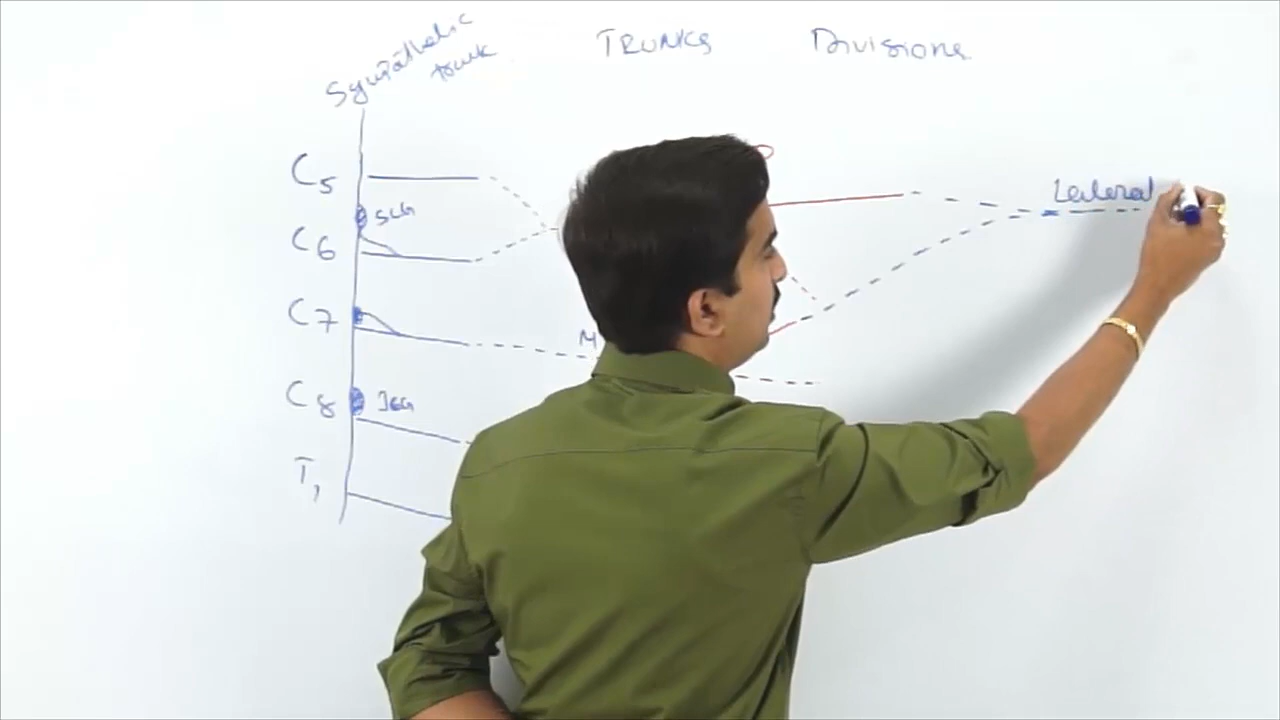 Sympathetic
trunk
TRUNKS
Divisions
C5
SCG
C6
C7
M
C8
ICG
T1
Lateral